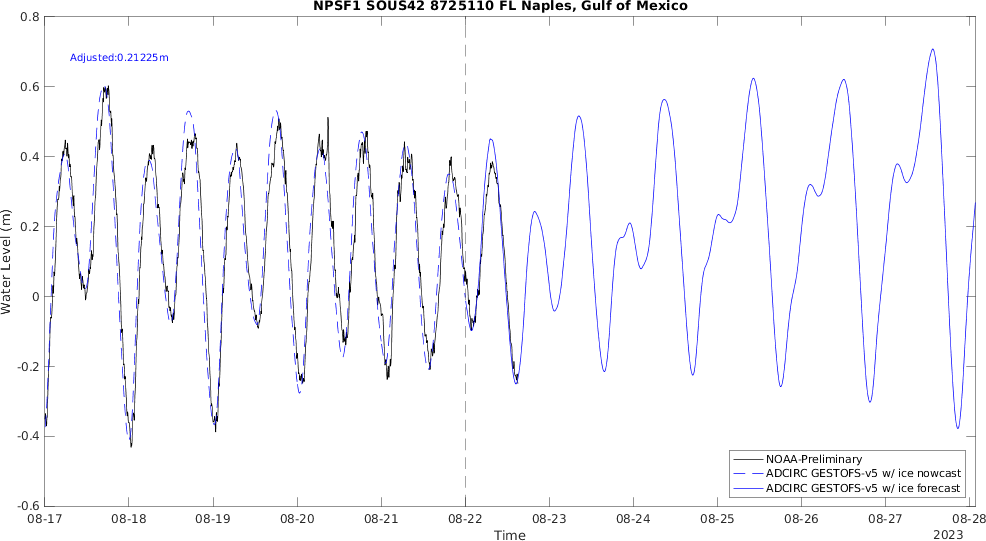 NPSF1 SOUS42 8725110 FL Naples, Gulf of Mexico
0.8
Adjusted:0.21225m
0.6
0.4
0.2
0
-0.2
-0.4
-0.6
Water Level (m)
NOAA-Preliminary
ADCIRC GESTOFS-v5 w/ ice nowcast
ADCIRC GESTOFS-v5 w/ ice forecast
08-17 08-18 08-19 08-20 08-21 08-22 08-23 08-24 08-25 08-26 08-27 08-28
Time
2023